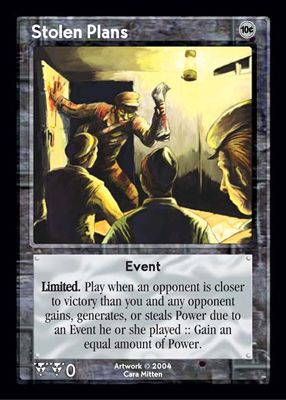 Stolen Plans
10¢
Event
Limited. Play when an opponent is closer
to victory than you and any opponent
gains, generates, or steals Power due to
an Event he or she played :: Gain an
equal amount of Power.
0
Artwork © 2004
Cara Mitten